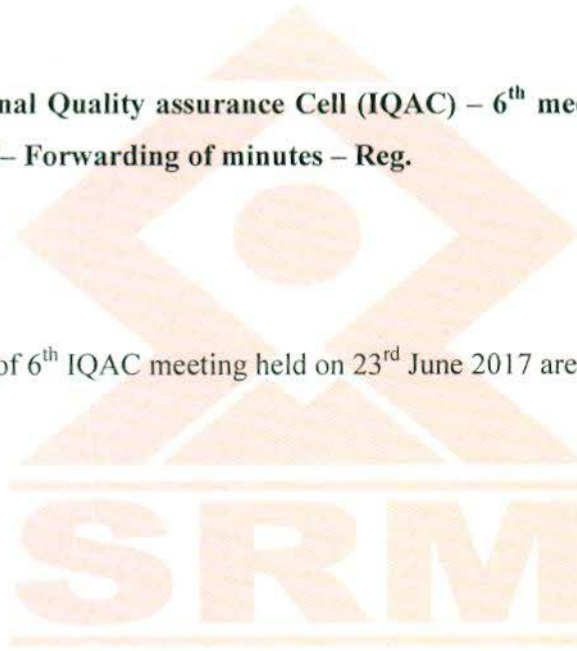 nal Quality assurance Cell (IQAC) – 6th me
– Forwarding of minutes – Reg.
of 6th IQAC meeting held on 23rd June 2017 are
SRM